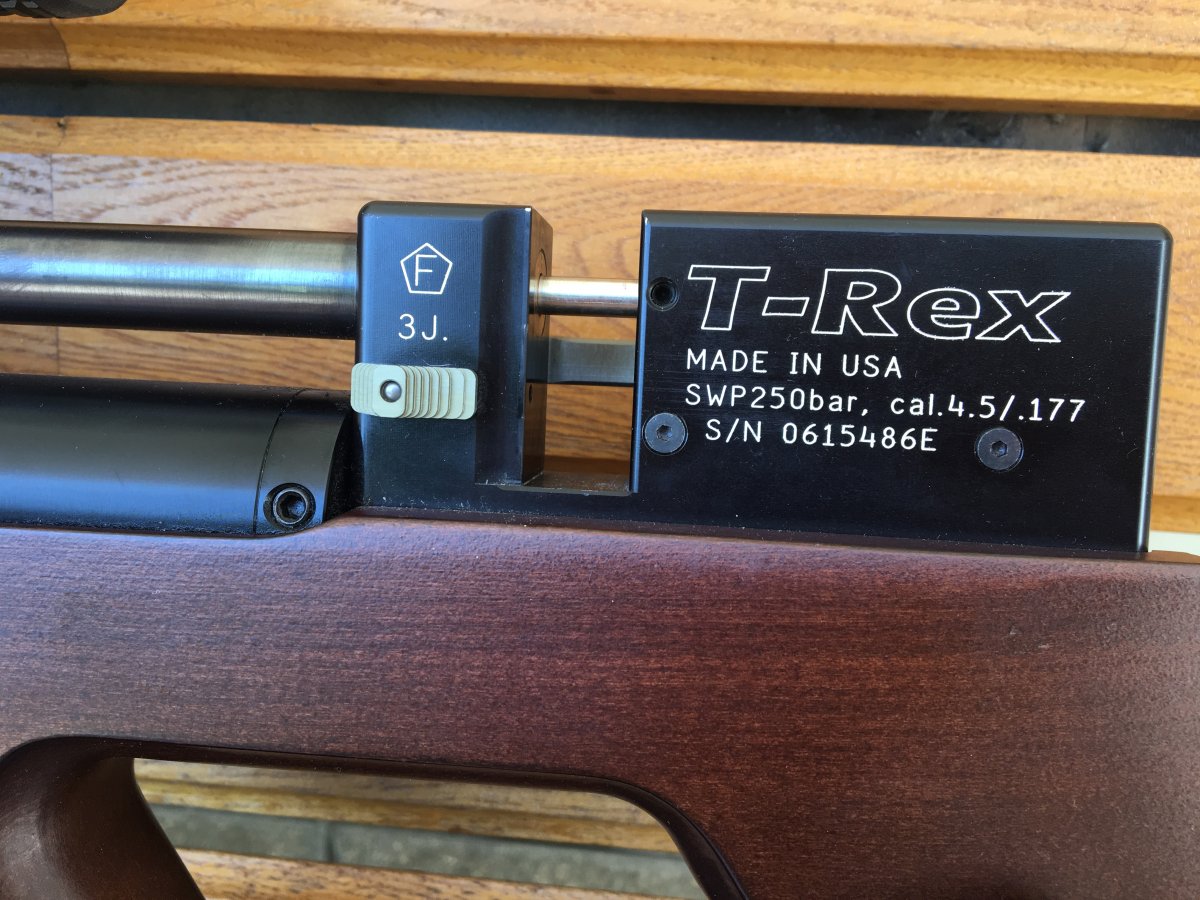 F
3J.
T-Rex
MADE IN USA
SWP250bar, cal.4.5/.177
S/N 0615486E